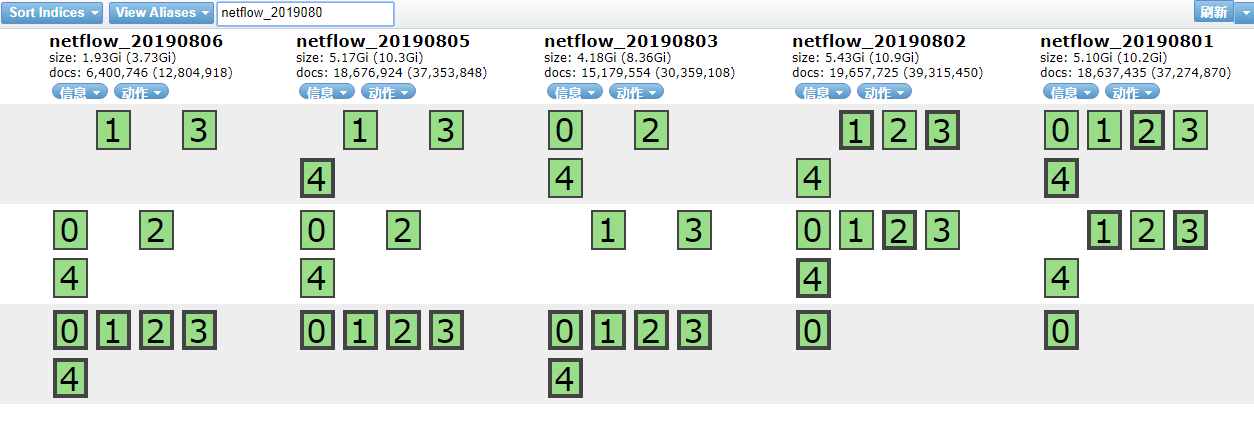 Sort Indices View Aliases netflow_2019080 刷新
netflow_20190806 netflow_20190805 netflow_20190803 netflow_20190802 netflow_20190801
size: 1.93Gi (3.73Gi) size: 5.17Gi (10.3Gi) size: 4.18Gi (8.36Gi) size: 5.43Gi (10.9Gi) size: 5.10Gi (10.2Gi)
docs: 6,400,746 (12,804,918) docs: 18,676,924 (37,353,848) docs: 15,179,554 (30,359,108) docs: 19,657,725 (39,315,450) docs: 18,637,435 (37,274,870)
信息 动作 信息 动作 信息 动作 信息 动作 信息 动作
1 3 1 3 0 2 1 2 3 0 1 2 3
4 4 4 4
0 2 0 2 1 3 0 1 2 3 1 2 3
4 4 4 4
0 1 2 3 0 1 2 3 0 1 2 3 0 0
4 4